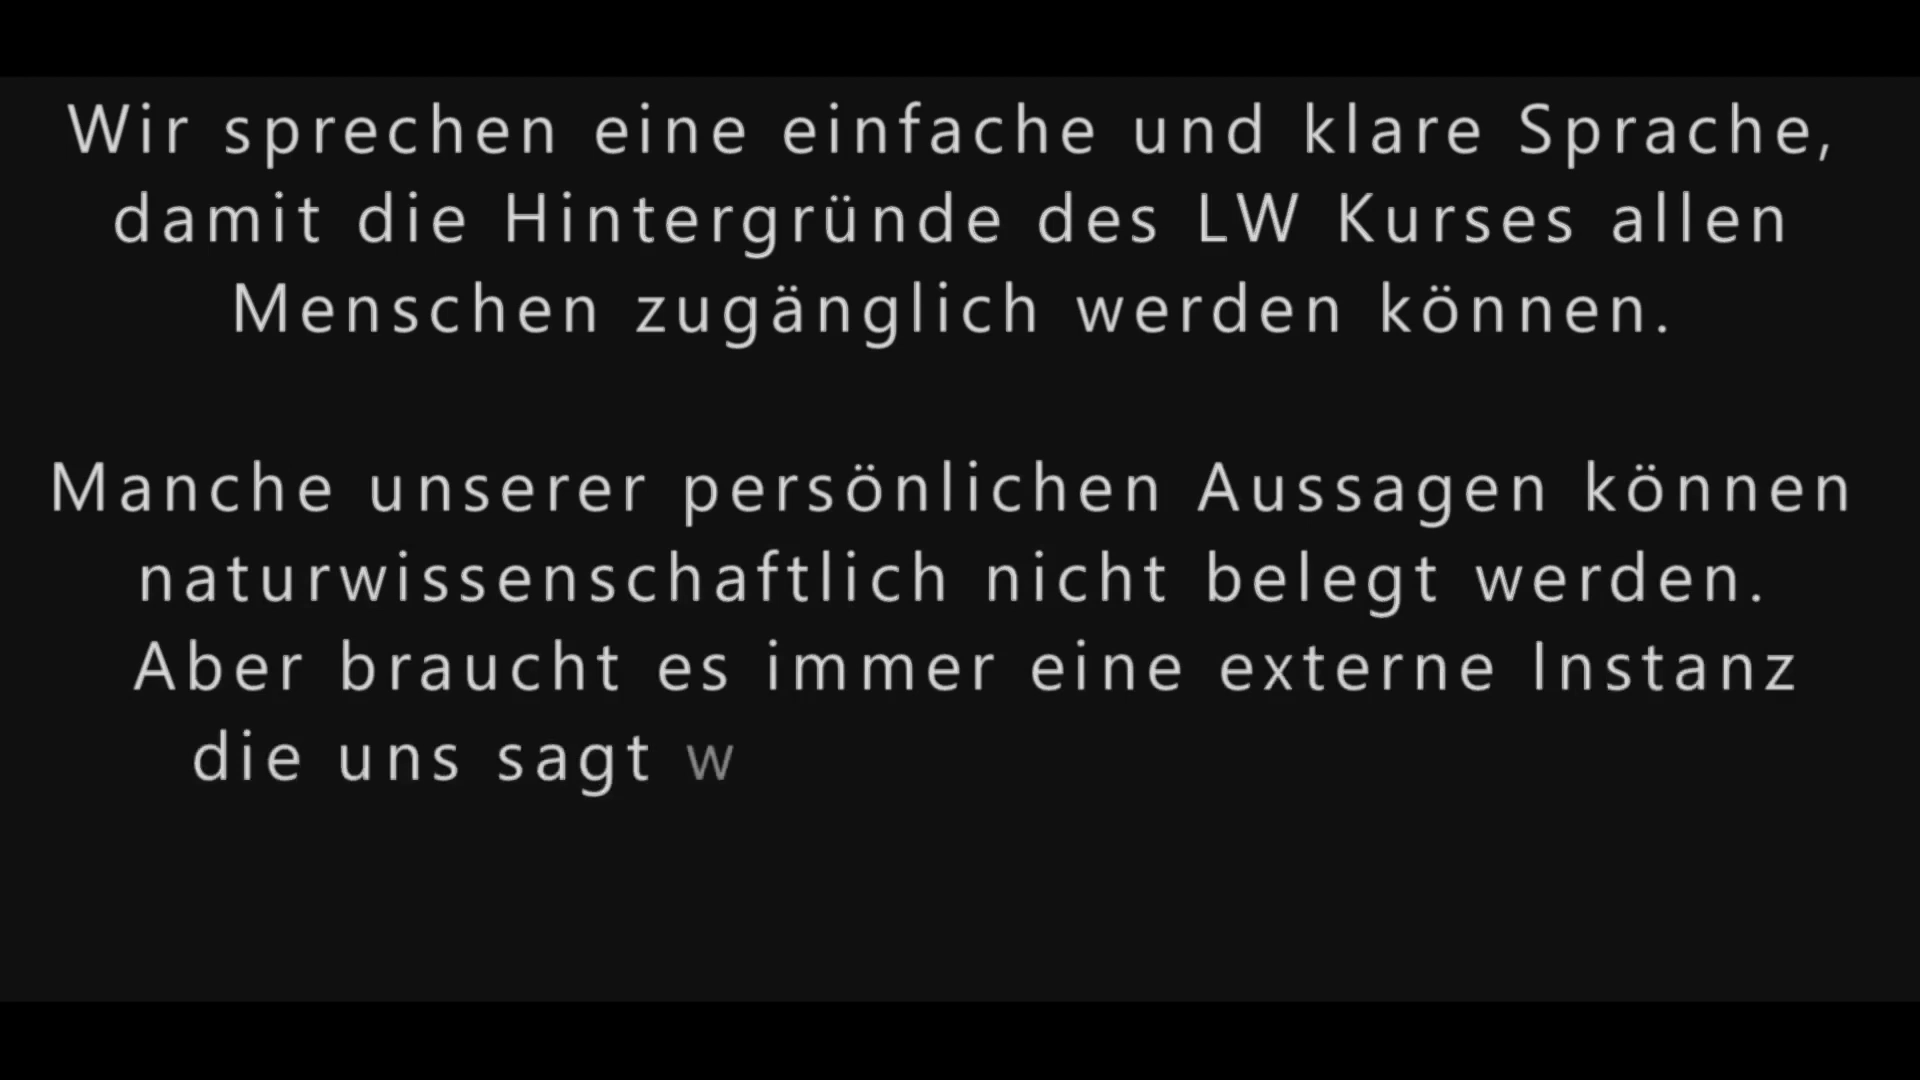 Wir sprechen eine einfache und klare Sprache,
damit die Hintergründe des LW Kurses allen
Menschen zugänglich werden können.
Manche unserer persönlichen Aussagen können
naturwissenschaftlich nicht belegt werden.
Aber braucht es immer eine externe Instanz
die uns sagt w